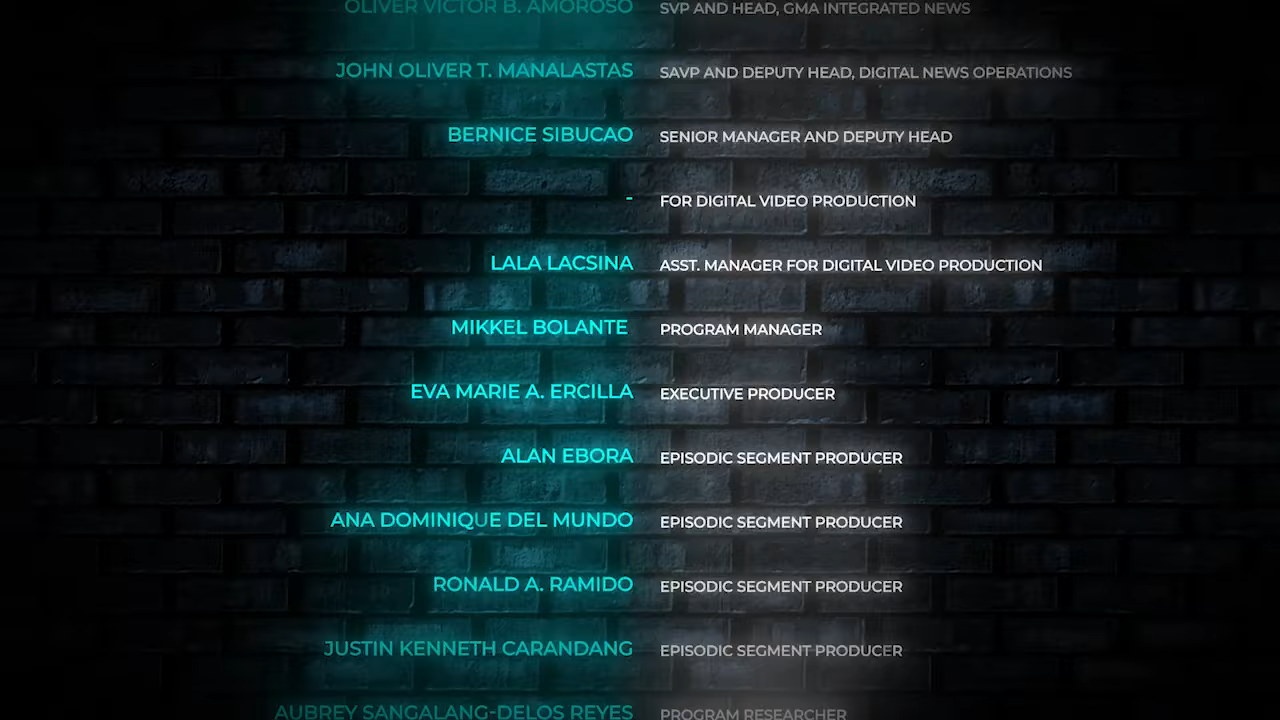 OLIVER VICTOR B. AMOROSO SVP AND HEAD, GMA INTEGRATED NEWS
JOHN OLIVER T. MANALASTAS SAVP AND DEPUTY HEAD, DIGITAL NEWS OPERATIONS
BERNICE SIBUCAO SENIOR MANAGER AND DEPUTY HEAD
- FOR DIGITAL VIDEO PRODUCTION
LALA LACSINA ASST. MANAGER FOR DIGITAL VIDEO PRODUCTION
MIKKEL BOLANTE PROGRAM MANAGER
EVA MARIE A. ERCILLA EXECUTIVE PRODUCER
ALAN EBORA EPISODIC SEGMENT PRODUCER
ANA DOMINIQUE DEL MUNDO EPISODIC SEGMENT PRODUCER
RONALD A. RAMIDO EPISODIC SEGMENT PRODUCER
JUSTIN KENNETH CARANDANG EPISODIC SEGMENT PRODUCER
AUBREY SANGALANG-DELOS REYES PROGRAM RESEARCHER